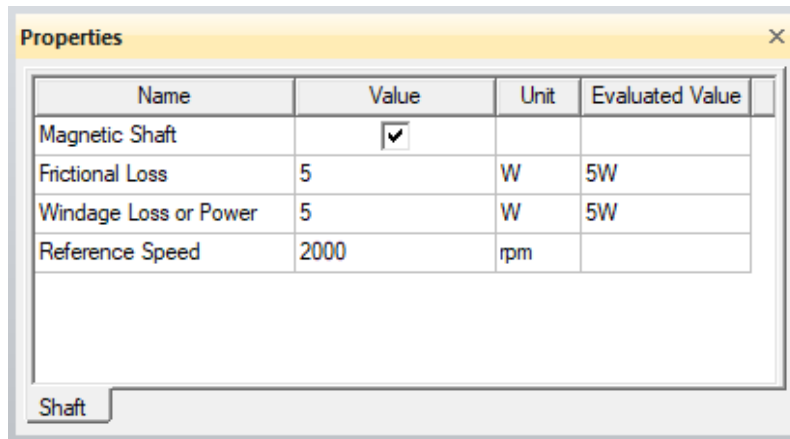 Properties
Name Value Unit Evaluated Value
Magnetic Shaft
Frictional Loss 5 W 5W
Windage Loss or Power 5 W 5W
Reference Speed 2000 rpm
Shaft